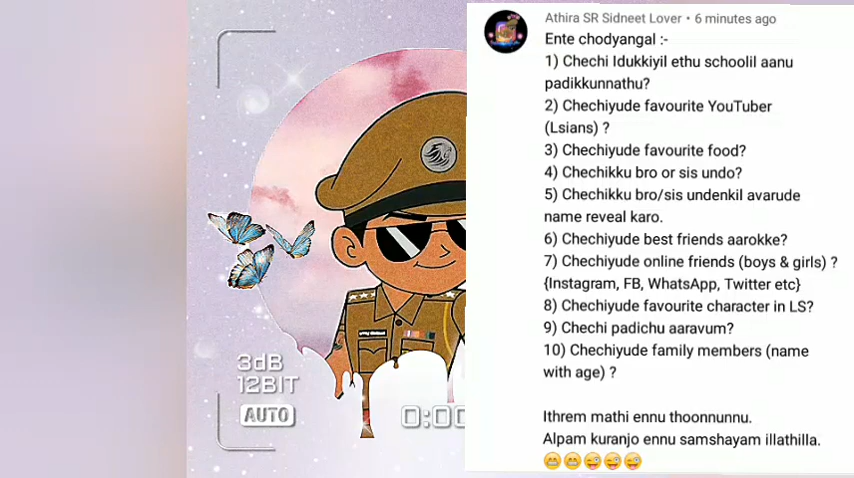 Athira SR Sidneet Lover • 6 minutes ago
Ente chodyangal :-
1) Chechi Idukkiyil ethu schoolil aanu
padikkunnathu?
2) Chechiyude favourite YouTuber
(Lsians) ?
3) Chechiyude favourite food?
4) Chechikku bro or sis undo?
5) Chechikku bro/sis undenkil avarude
name reveal karo.
6) Chechiyude best friends aarokke?
7) Chechiyude online friends (boys & girls) ?
{Instagram, FB, WhatsApp, Twitter etc}
8) Chechiyude favourite character in LS?
9) Chechi padichu aaravum?
10) Chechiyude family members (name
with age) ?
Ithrem mathi ennu thoonnunnu.
Alpam kuranjo ennu samshayam illathilla.
😁😁😜😜😜
3dB
12BIT
AUTO
0:00